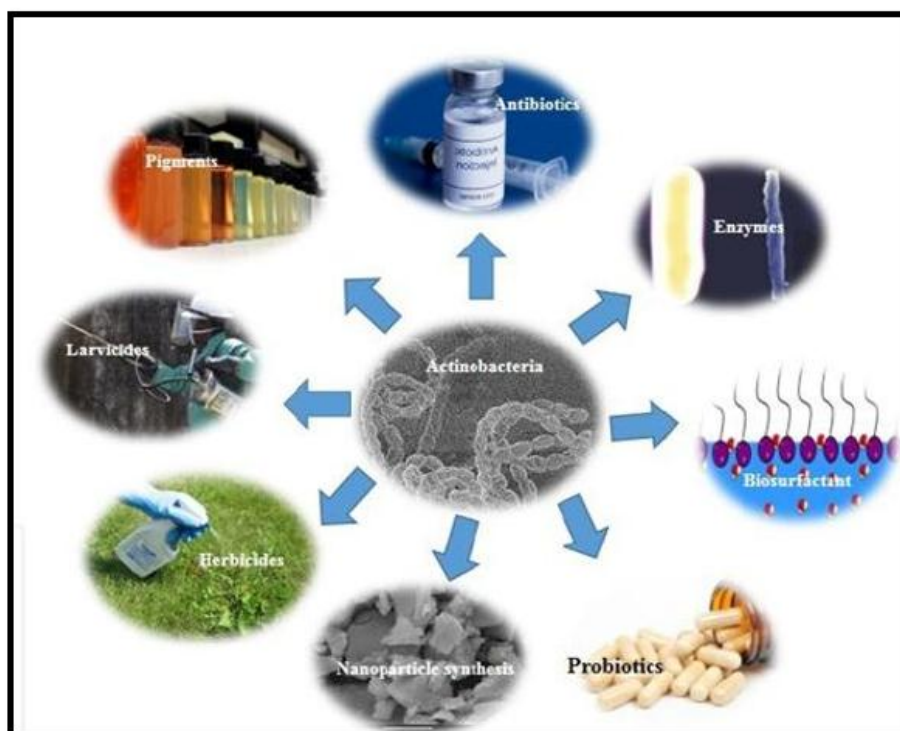 Antibiotics
Pigments
Enzymes
Larvicides
Actinobacteria
Biosurfactant
Herbicides
Nanoparticle synthesis
Probiotics